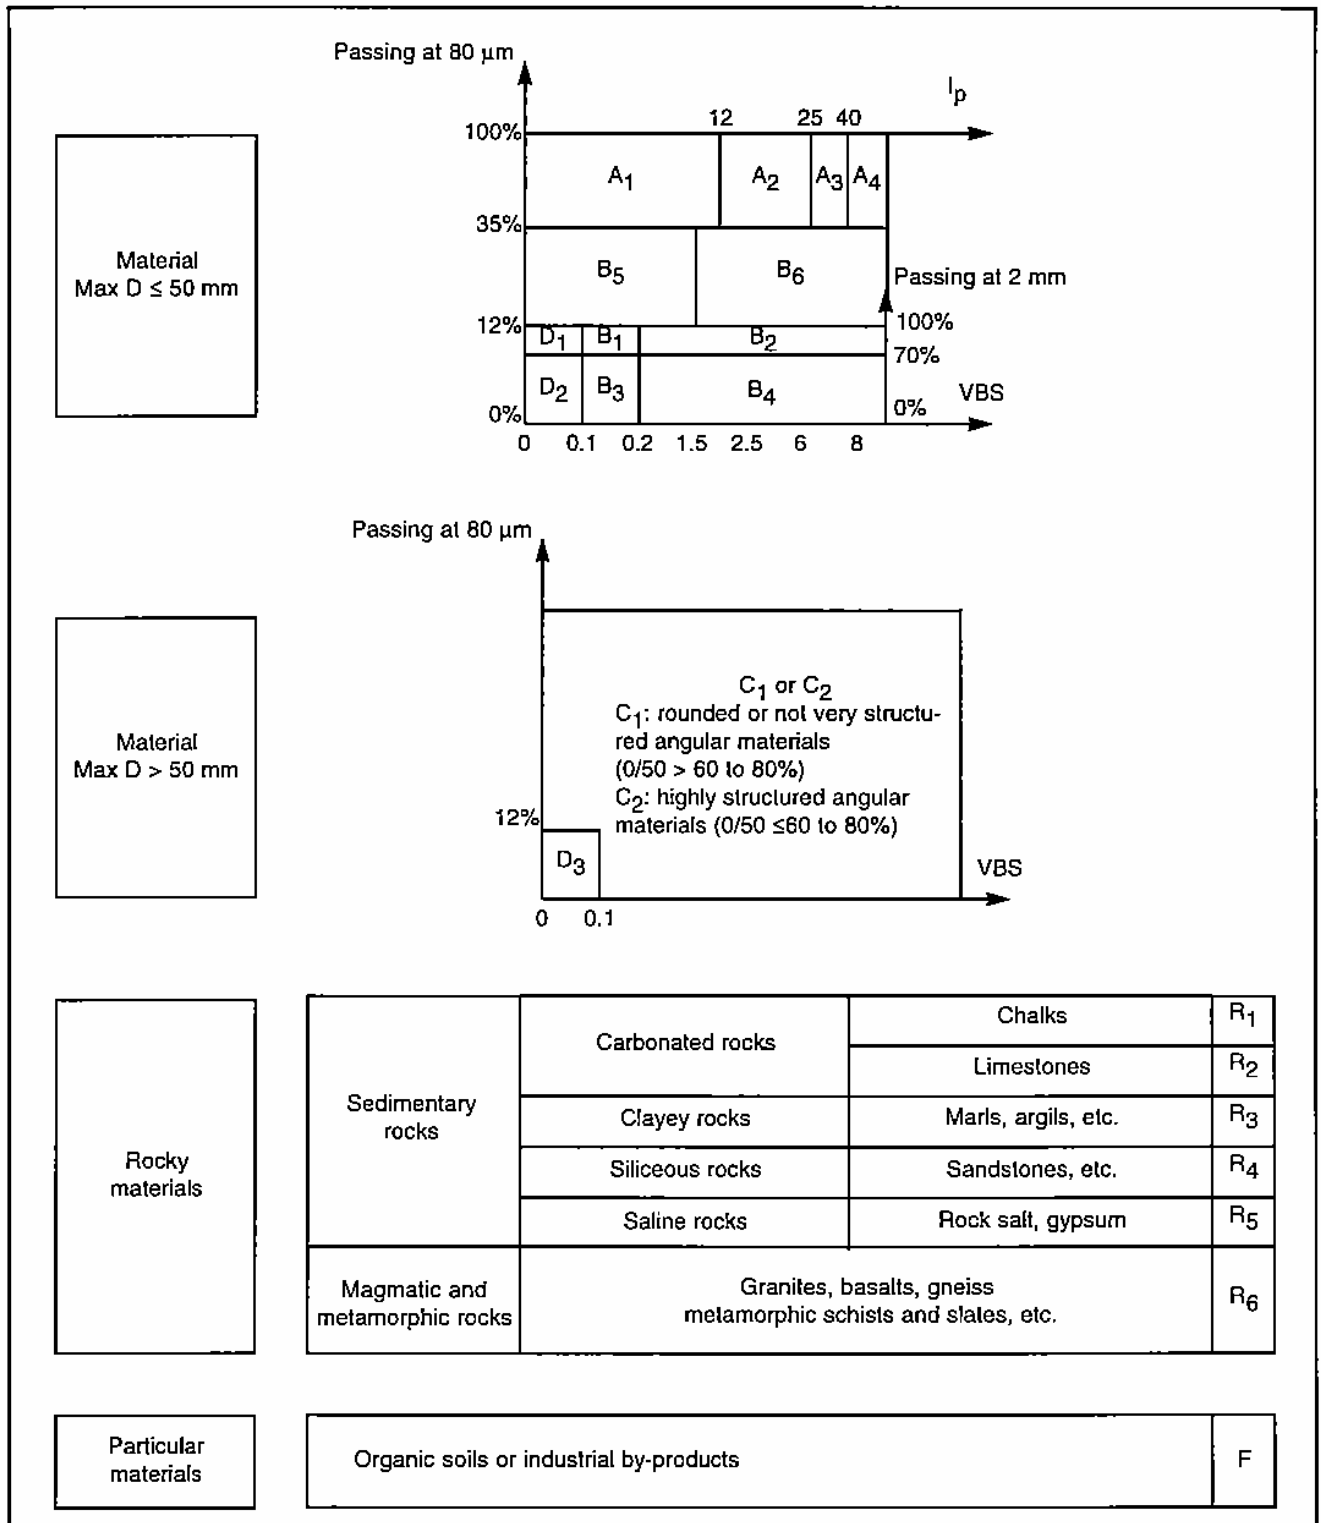 Passing at 80 µm
Ip
12 25 40
100%
A1 A2 A3 A4
35%
Material
Max D ≤ 50 mm
B5 B6
Passing at 2 mm
12%
100%
D1 B1 B2
70%
D2 B3 B4
VBS
0%
0%
0 0.1 0.2 1.5 2.5 6 8
Passing at 80 µm
Material
Max D > 50 mm
C1 or C2
C1: rounded or not very structu-
red angular materials
(0/50 > 60 to 80%)
C2: highly structured angular
materials (0/50 ≤60 to 80%)
12%
D3
VBS
0 0.1
Rocky
materials
Sedimentary
rocks
Carbonated rocks
Chalks
R1
Limestones
R2
Clayey rocks
Marls, argils, etc.
R3
Siliceous rocks
Sandstones, etc.
R4
Saline rocks
Rock salt, gypsum
R5
Magmatic and
metamorphic rocks
Granites, basalts, gneiss
metamorphic schists and slates, etc.
R6
Particular
materials
Organic soils or industrial by-products
F